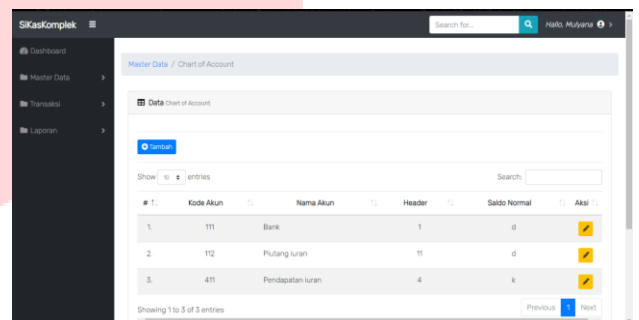 SiKasKomplek
Search for...
Hallo, Mulyana
Dashboard
Master Data / Chart of Account
Master Data
Transaksi
Data Chart of Account
Laporan
Tambah
Show 10 entries
Search:
# Kode Akun Nama Akun Header Saldo Normal Aksi
1. 111 Bank 1 d
2. 112 Piutang iuran 11 d
3. 411 Pendapatan iuran 4 k
Showing 1 to 3 of 3 entries
Previous 1 Next